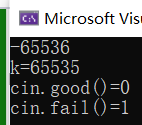 Microsoft Visu
-65536
k=65535
cin.good()=0
cin.fail()=1